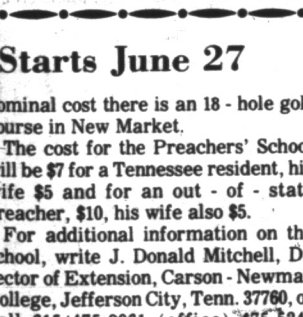 Starts June 27
ominal cost there is an 18 - hole gol
ourse in New Market.
The cost for the Preachers' Schoo
ill be $7 for a Tennessee resident, hi
ife $5 and for an out - of - stat
reacher, $10, his wife also $5.
For additional information on th
chool, write J. Donald Mitchell, D
ector of Extension, Carson - Newma
ollege, Jefferson City, Tenn. 37760, o